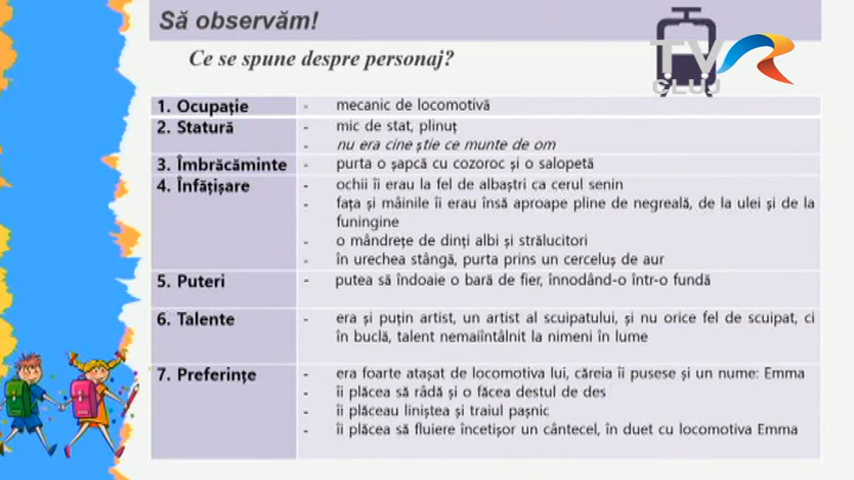 Să observăm!
Ce se spune despre personaj?
TVR
CLUJ
1. Ocupație
- mecanic de locomotivă
2. Statură
- mic de stat, plinuț
- nu era cine știe ce munte de om
3. Îmbrăcăminte
- purta o șapcă cu cozoroc și o salopetă
4. Înfățișare
- ochii îi erau la fel de albaștri ca cerul senin
- fața și mâinile îi erau însă aproape pline de negreală, de la ulei și de la
funingine
- o mândrețe de dinți albi și strălucitori
- în urechea stângă, purta prins un cerceluș de aur
5. Puteri
- putea să îndoaie o bară de fier, înnodând-o într-o fundă
6. Talente
- era și puțin artist, un artist al scuipatului, și nu orice fel de scuipat, ci
în buclă, talent nemaiîntâlnit la nimeni în lume
7. Preferințe
- era foarte atașat de locomotiva lui, căreia îi pusese și un nume: Emma
- îi plăcea să râdă și o făcea destul de des
- îi plăceau liniștea și traiul pașnic
- îi plăcea să fluiere încetișor un cântecel, în duet cu locomotiva Emma